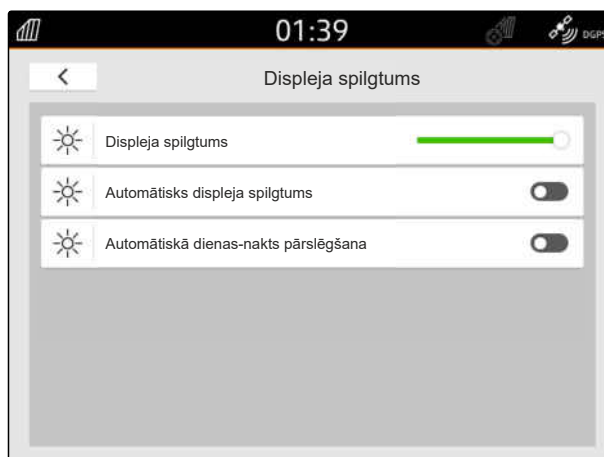 01:39
DGPS
Displeja spilgtums
Displeja spilgtums
Automātisks displeja spilgtums
Automātiskā dienas-nakts pārslēgšana